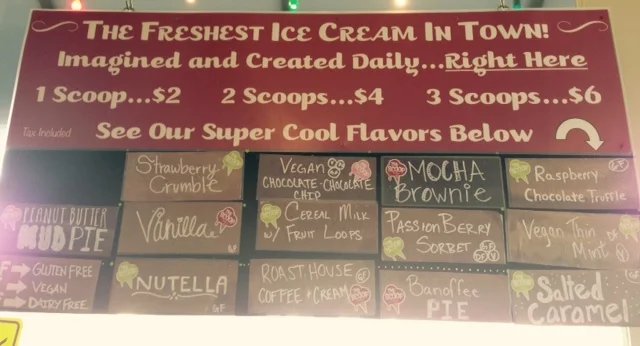 THE FRESHEST ICE CREAM IN TOWN!
Imagined and Created Daily...Right Here
1 Scoop...$2 2 Scoops...$4 3 Scoops...$6
Tax Included
See Our Super Cool Flavors Below
Strawberry
Crumble
VEGAN
CHOCOLATE-CHOCOLATE
CHIP
MOCHA
Brownie
GF
Raspberry
Chocolate Truffle
PEANUT BUTTER
MUD PIE
Vanilla
CEREAL MILK
w/ FRUIT LOOPS
PASSIONBERRY
SORBET
Vegan Thin
Mint V
F → GLUTEN FREE
→ VEGAN
→ DAIRY FREE
NUTELLA
GF
ROAST HOUSE GF
COFFEE + CREAM
Banoffee
PIE
Salted
Caramel